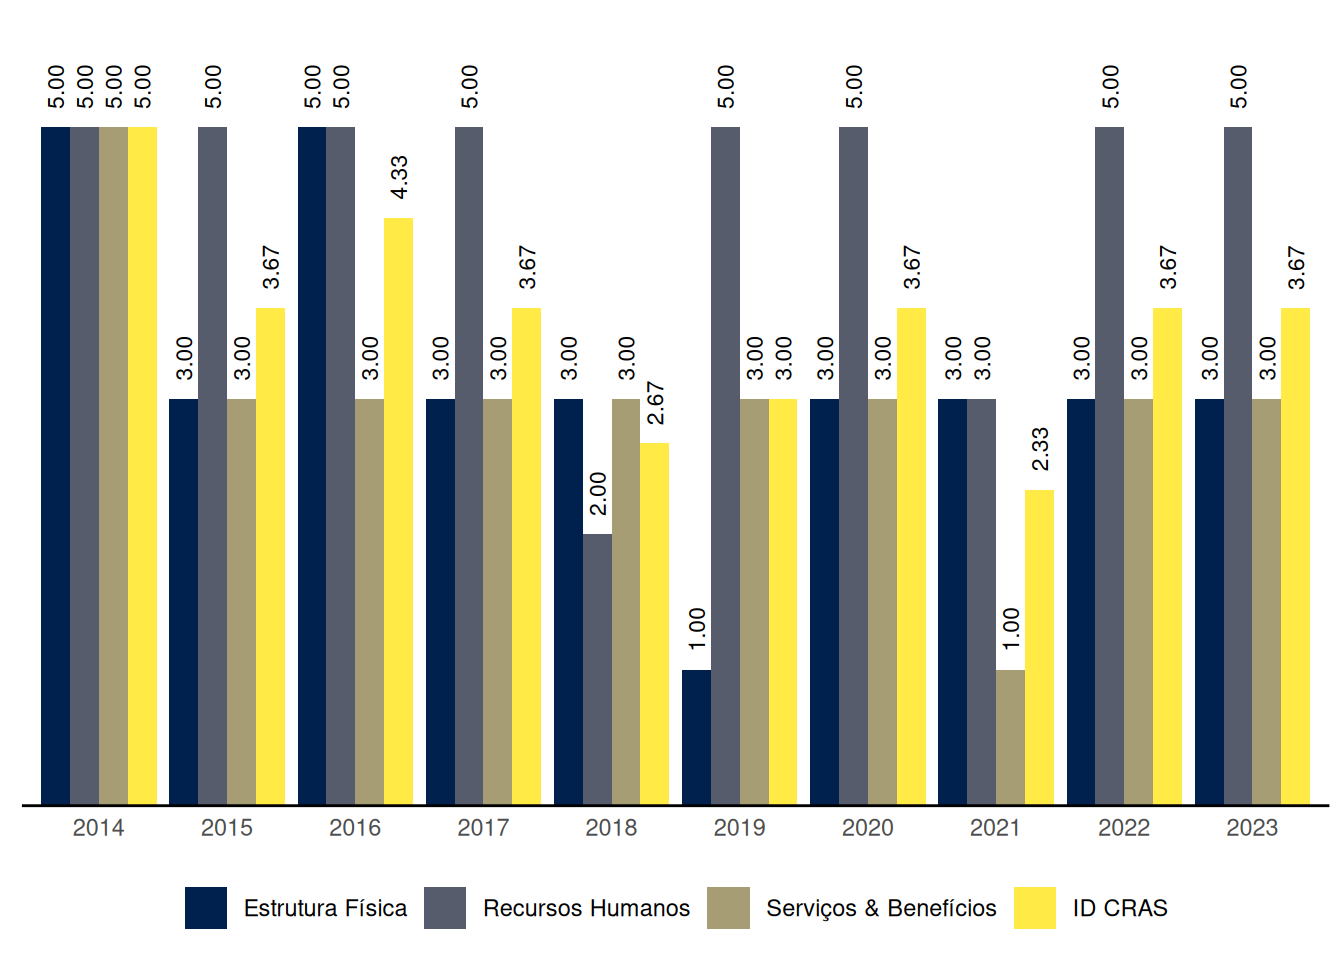 5.00 5.00 5.00 5.00 5.00 5.00 5.00 5.00 5.00 5.00 5.00 5.00
4.33
3.67 3.67 3.67 3.67 3.67
3.00 3.00 3.00 3.00 3.00 3.00 3.00 3.00 3.00 3.00 3.00 3.00 3.00 3.00 3.00 3.00 3.00
2.67
2.33
2.00
1.00 1.00
2014 2015 2016 2017 2018 2019 2020 2021 2022 2023
Estrutura Física Recursos Humanos Serviços & Benefícios ID CRAS